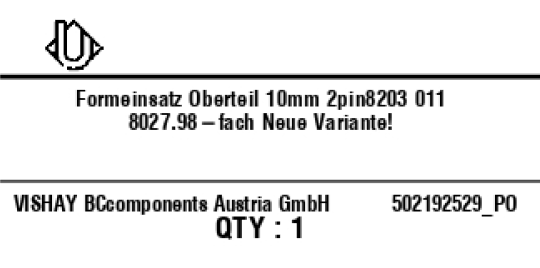 Formeinsatz Oberteil 10mm 2pin8203 011
8027.98 – fach Neue Variante!
VISHAY BCcomponents Austria GmbH 502192529_PO
QTY : 1